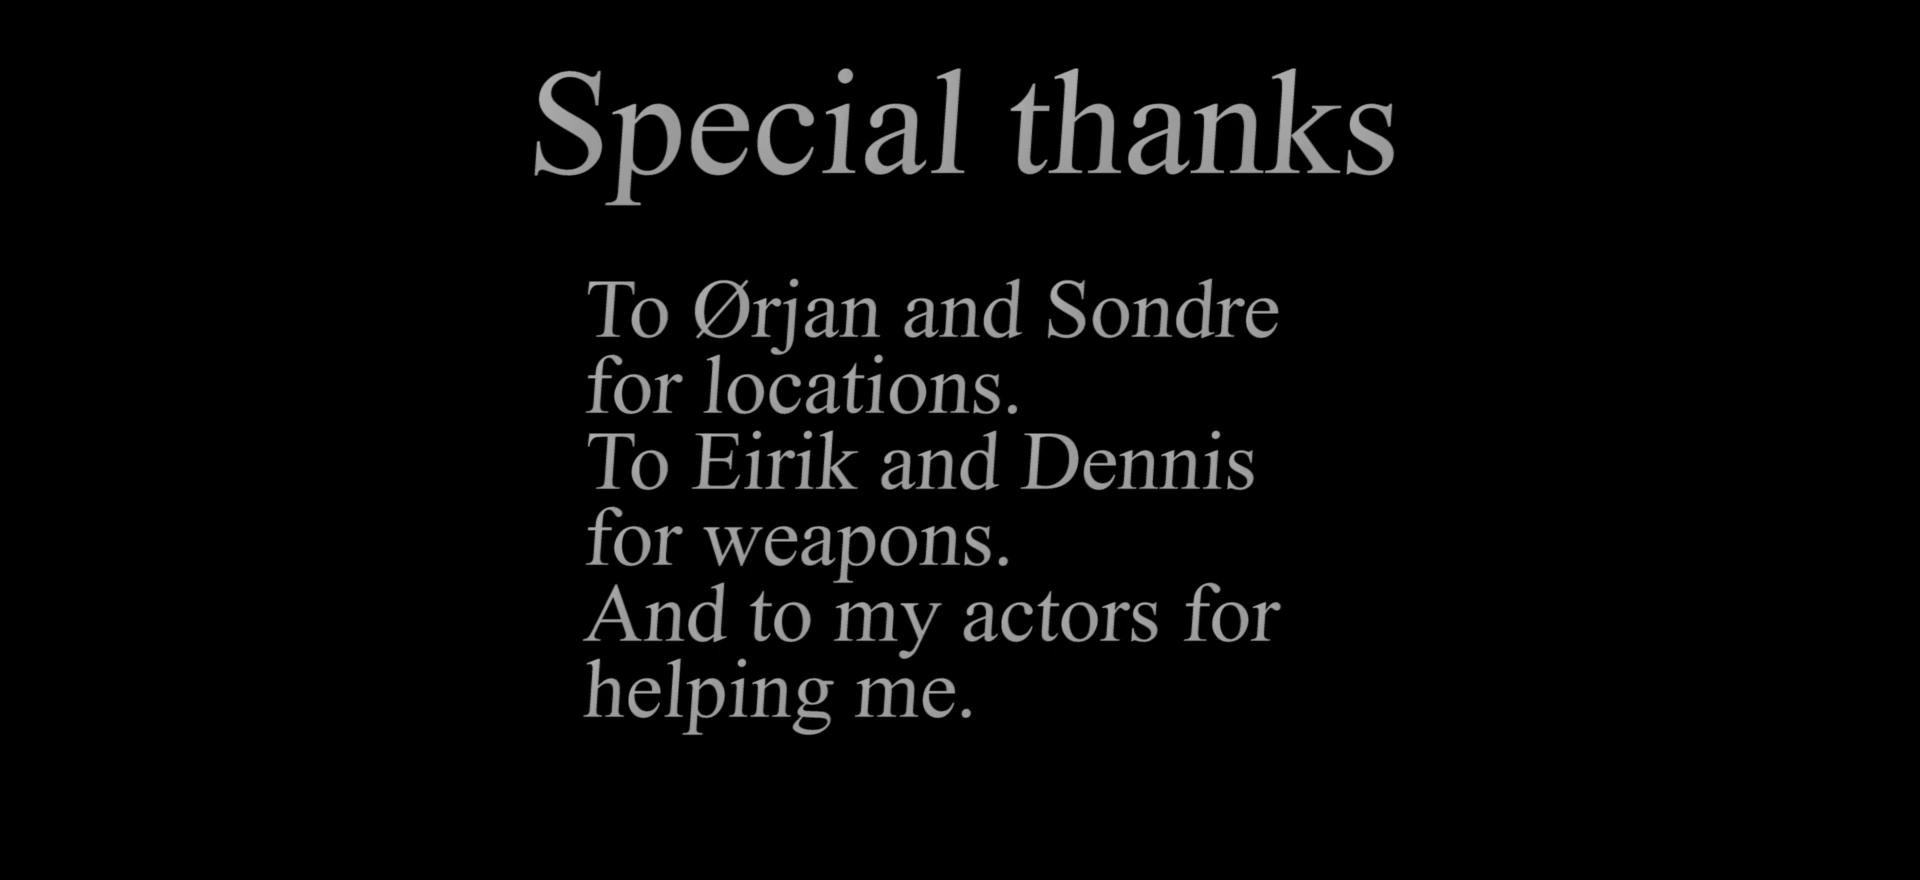 Special thanks
To Ørjan and Sondre
for locations.
To Eirik and Dennis
for weapons.
And to my actors for
helping me.